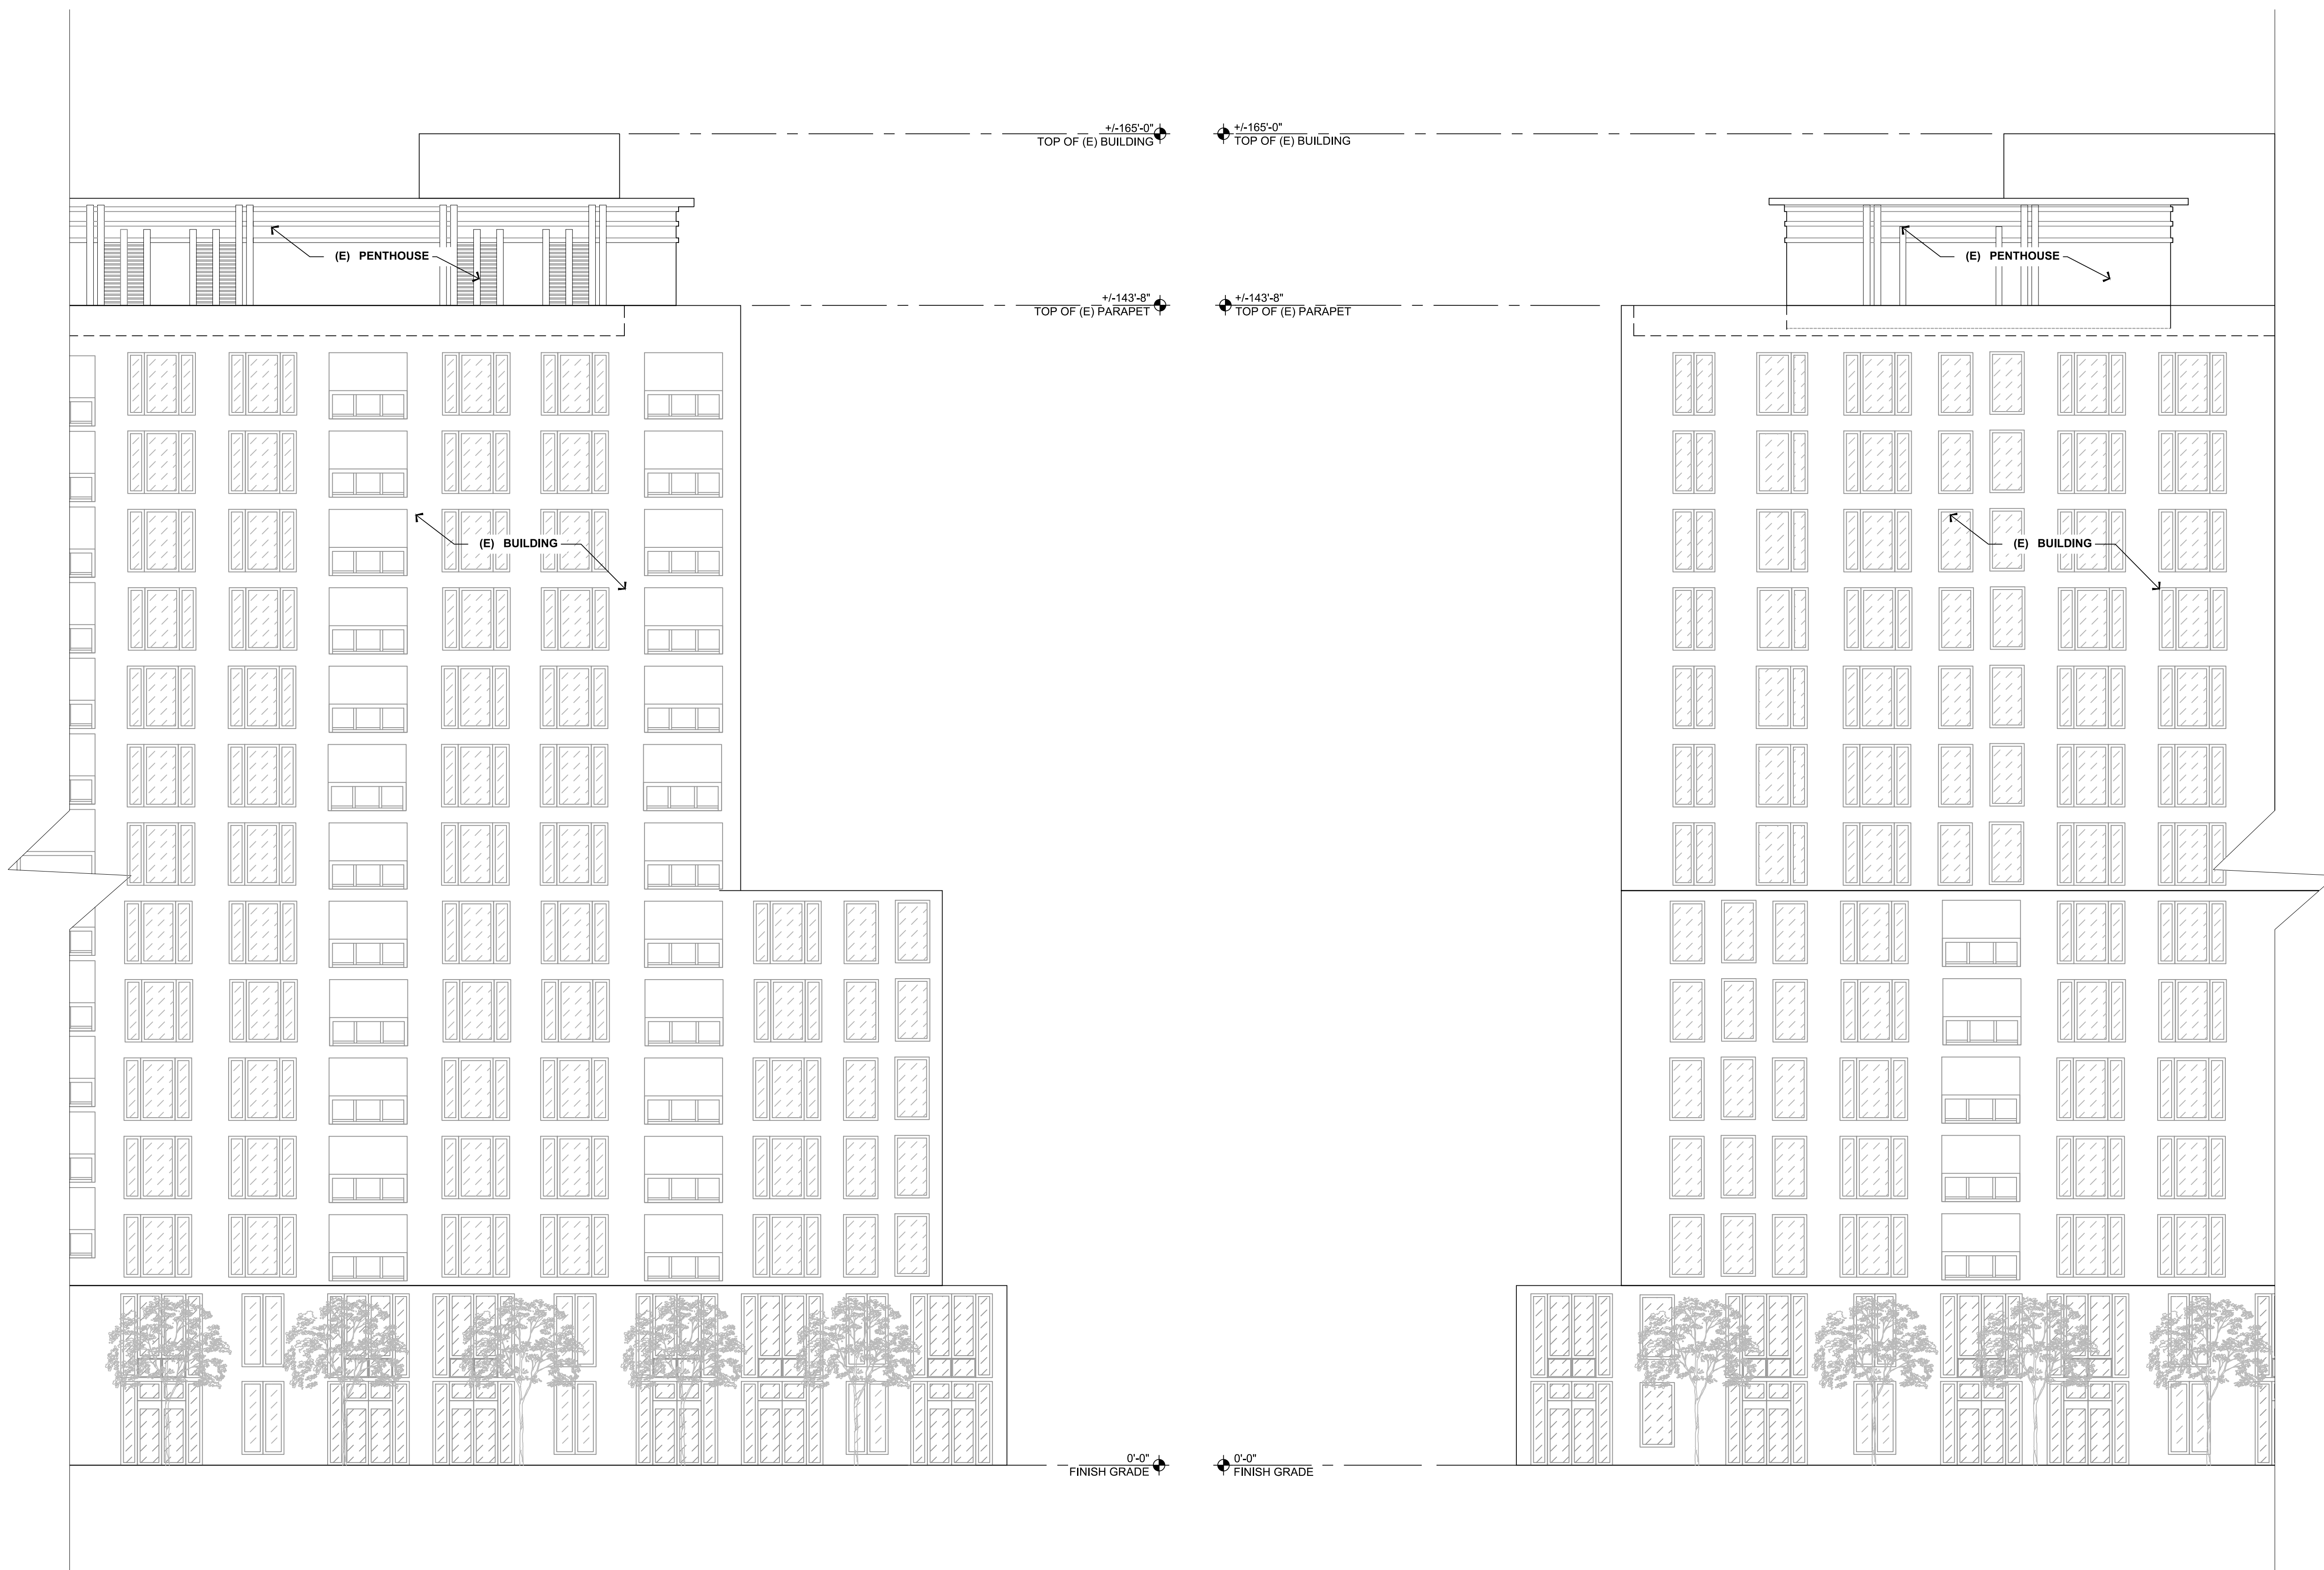 +/-165'-0"
TOP OF (E) BUILDING
+/-165'-0"
TOP OF (E) BUILDING
(E) PENTHOUSE
(E) PENTHOUSE
+/-143'-8"
TOP OF (E) PARAPET
+/-143'-8"
TOP OF (E) PARAPET
(E) BUILDING
(E) BUILDING
0'-0"
FINISH GRADE
0'-0"
FINISH GRADE